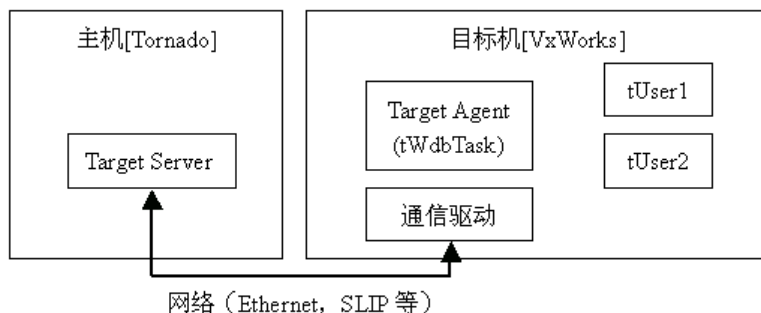 主机[Tornado]
目标机[VxWorks]
Target Agent
(tWdbTask)
tUser1
Target Server
tUser2
通信驱动
网络（Ethernet，SLIP 等）